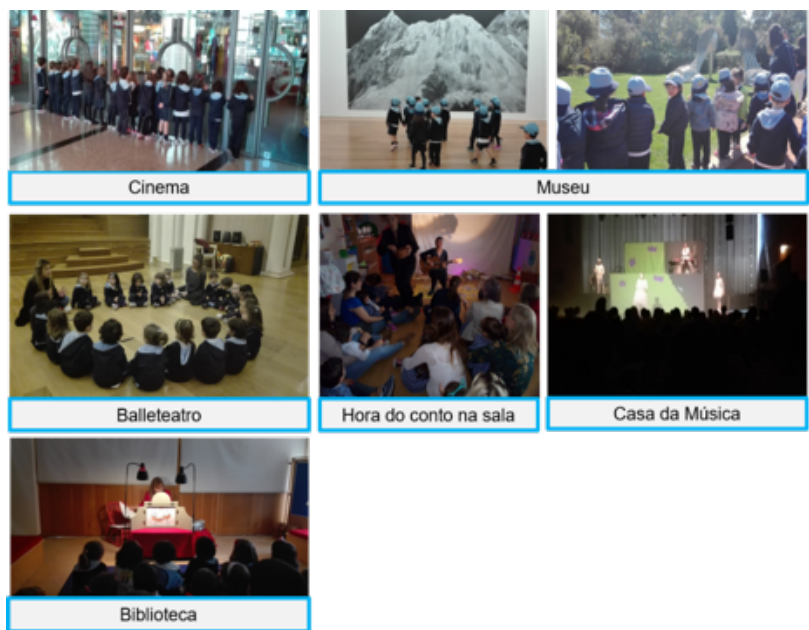 Cinema
Museu
Balleteatro
Hora do conto na sala
Casa da Música
Biblioteca